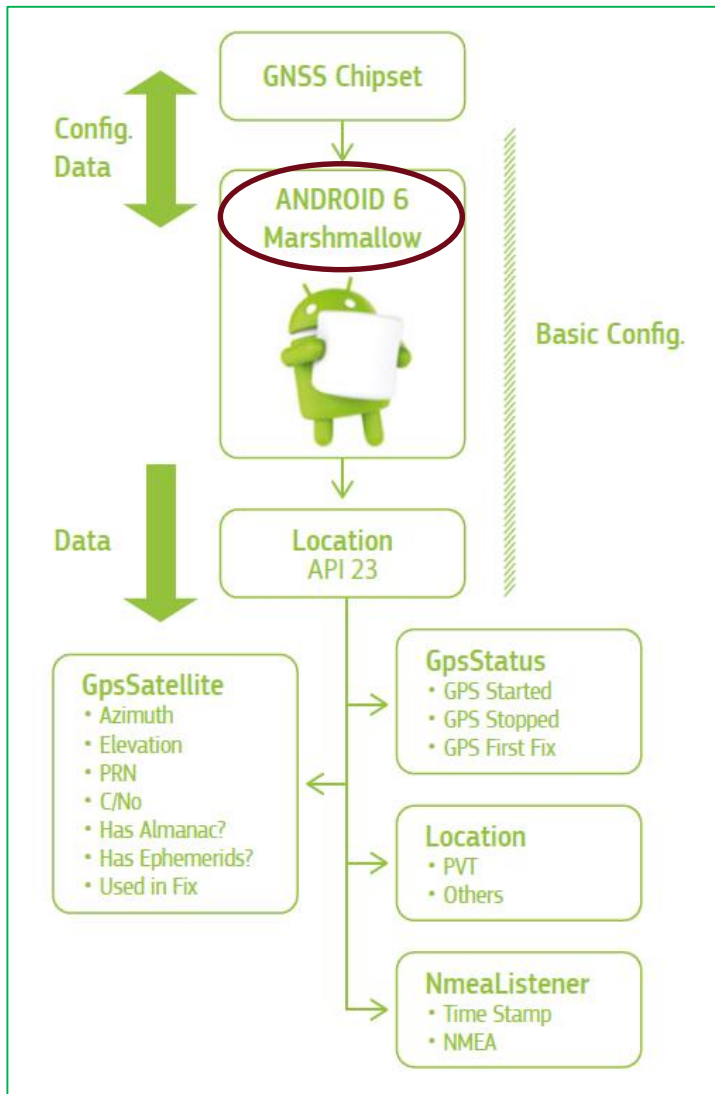 GNSS Chipset
Config.
Data
ANDROID 6
Marshmallow
Basic Config.
Data
Location
API 23
GpsSatellite
• Azimuth
• Elevation
• PRN
• C/No
• Has Almanac?
• Has Ephemerids?
• Used in Fix
GpsStatus
• GPS Started
• GPS Stopped
• GPS First Fix
Location
• PVT
• Others
NmeaListener
• Time Stamp
• NMEA